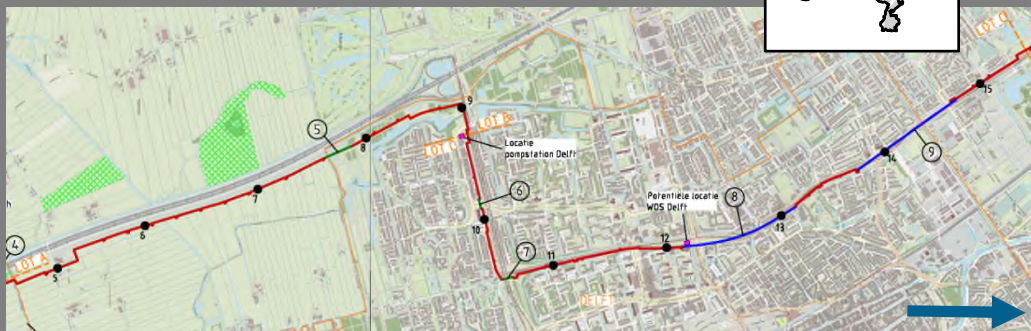 LOT C
15
9
9
LOT B
14
5
8
LOT C
Locatie
pompstation Delft
7
6
Potentiële locatie
WOS Delft
8
13
10
6
12
4
LOT A
7
11
5
DELFT